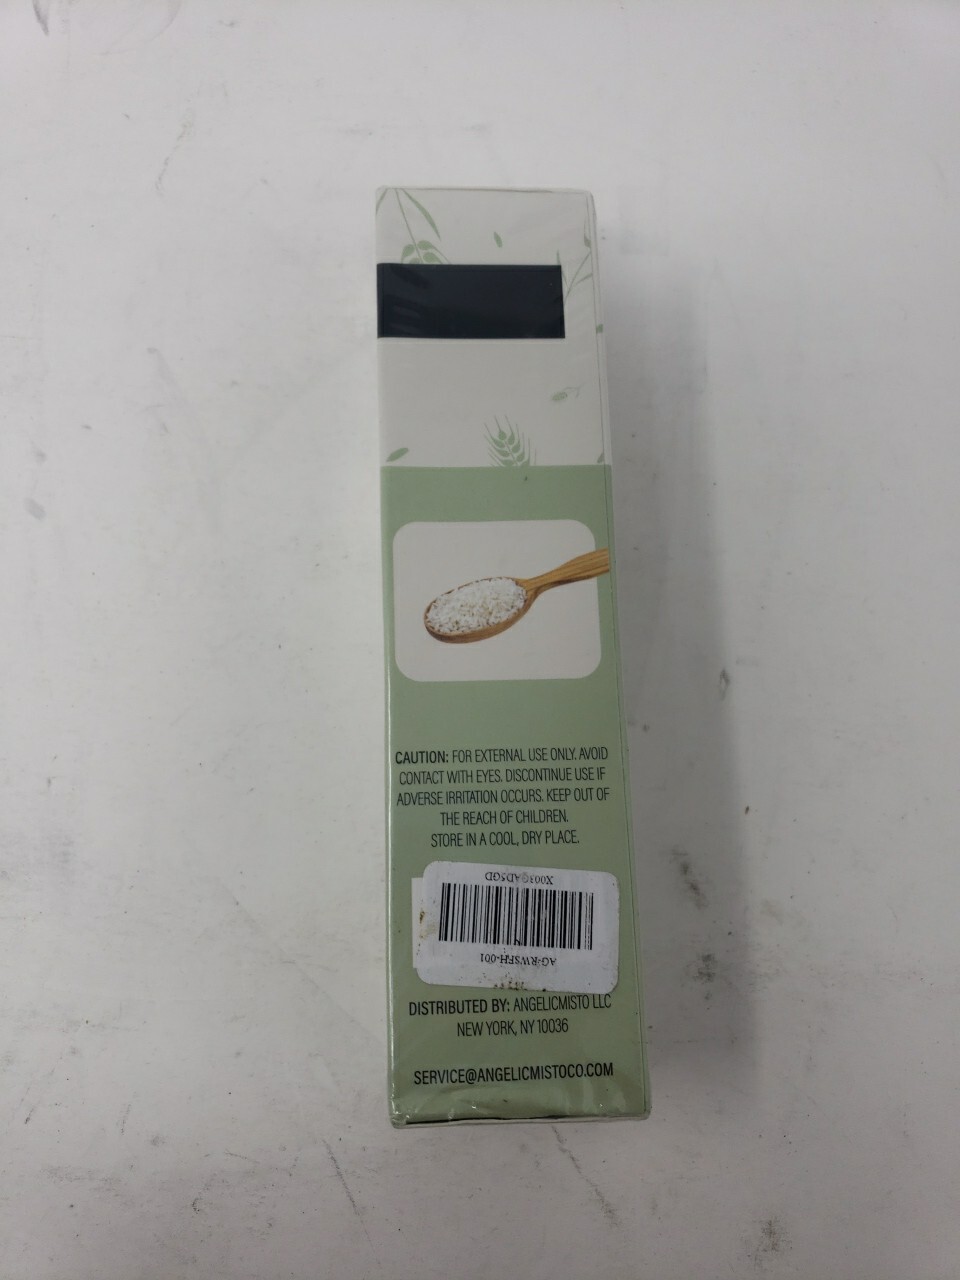 CAUTION: FOR EXTERNAL USE ONLY. AVOID
CONTACT WITH EYES. DISCONTINUE USE IF
ADVERSE IRRITATION OCCURS. KEEP OUT OF
THE REACH OF CHILDREN.
STORE IN A COOL, DRY PLACE.
AG-RWSFH-001
DISTRIBUTED BY: ANGELICMISTO LLC
NEW YORK, NY 10036
SERVICE@ANGELICMISTOCO.COM